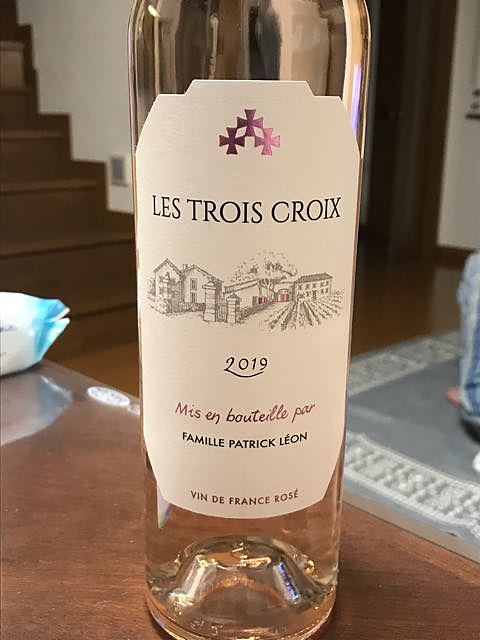 LES TROIS CROIX
2019
Mis en bouteille par
FAMILLE PATRICK LÉON
VIN DE FRANCE ROSÉ